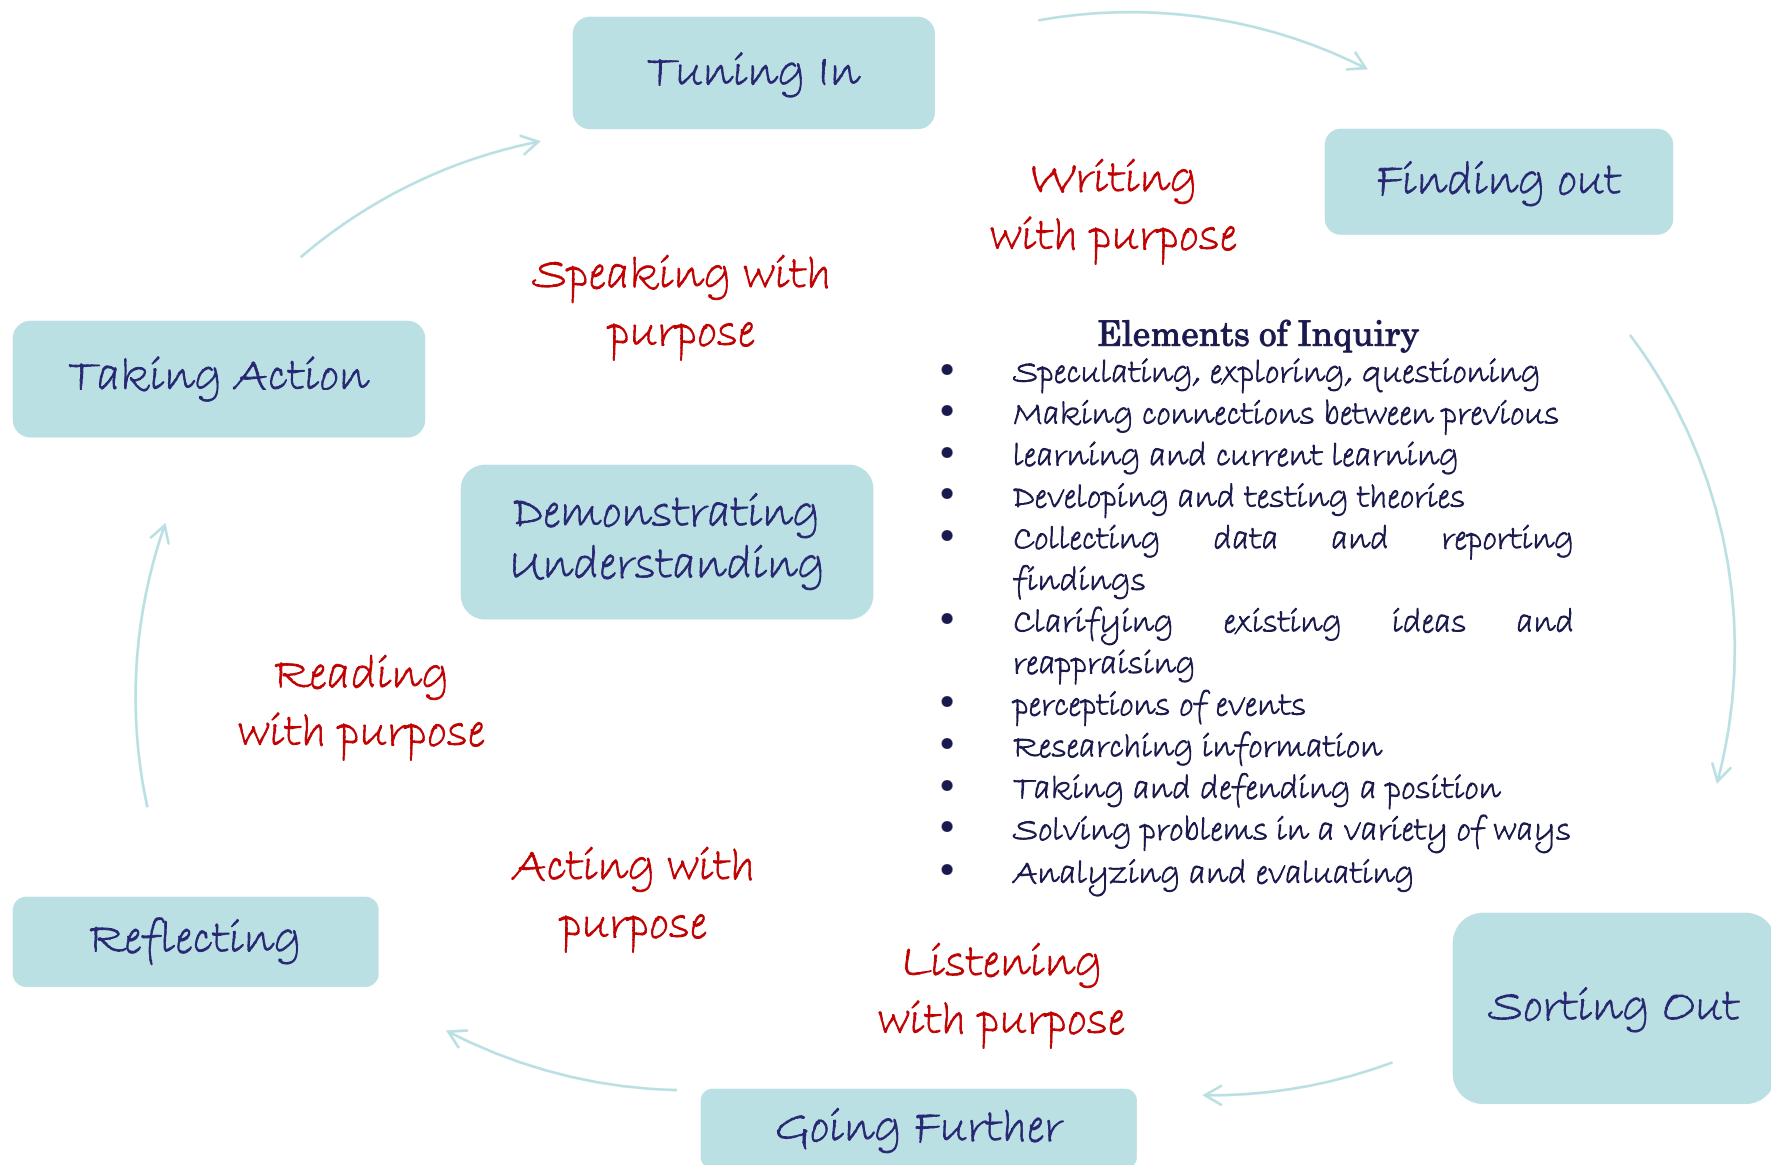 Tuning In
Finding out
Writing
with purpose
Speaking with
purpose
Taking Action
Elements of Inquiry
• Speculating, exploring, questioning
• Making connections between previous
• learning and current learning
• Developing and testing theories
• Collecting data and reporting
findings
• Clarifying existing ideas and
reappraising
• perceptions of events
• Researching information
• Taking and defending a position
• Solving problems in a variety of ways
• Analyzing and evaluating
Demonstrating
Understanding
Reading
with purpose
Acting with
purpose
Reflecting
Listening
with purpose
Sorting Out
Going Further